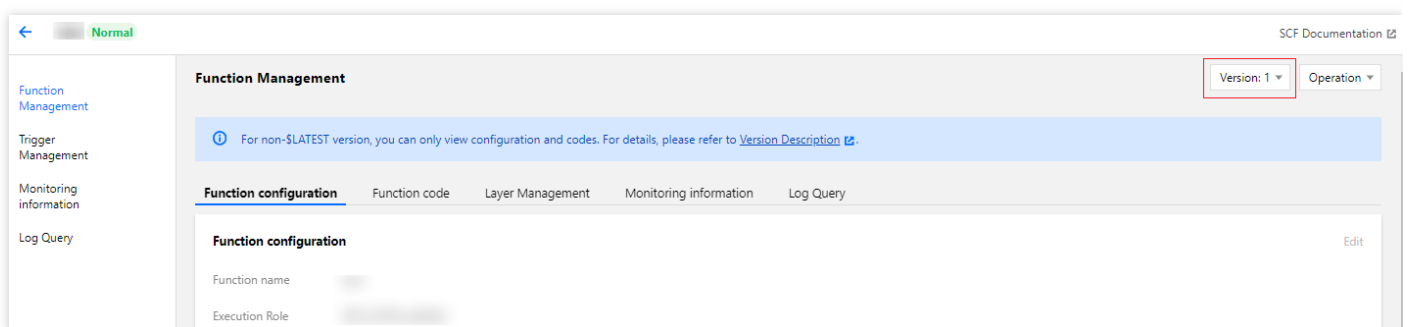 Normal
SCF Documentation
Function Management
Version: 1
Operation
Function
Management
Trigger
Management
Monitoring
information
Log Query
For non-$LATEST version, you can only view configuration and codes. For details, please refer to Version Description.
Function configuration Function code Layer Management Monitoring information Log Query
Function configuration
Edit
Function name
Execution Role